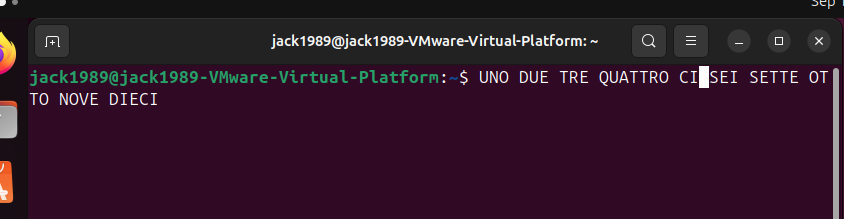 Sep 1
jack1989@jack1989-VMware-Virtual-Platform: ~
jack1989@jack1989-VMware-Virtual-Platform:~$ UNO DUE TRE QUATTRO CI SEI SETTE OT
TO NOVE DIECI